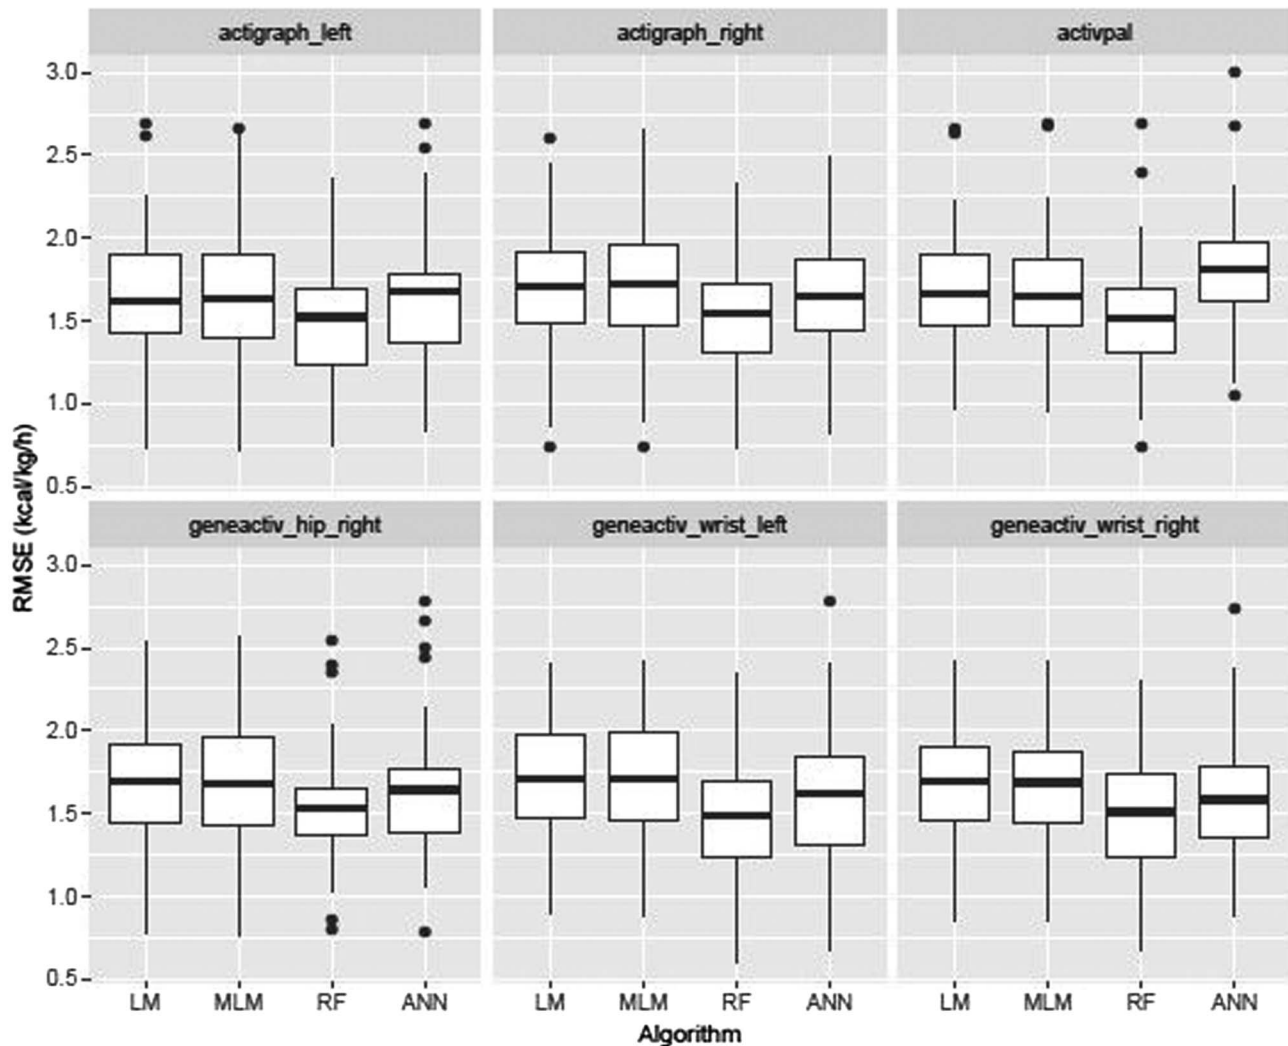 actigraph_left actigraph_right activpal
3.0
2.5
2.0
1.5
1.0
0.5
RMSE (kcal/kg/h)
geneactiv_hip_right geneactiv_wrist_left geneactiv_wrist_right
3.0
2.5
2.0
1.5
1.0
0.5
LM MLM RF ANN LM MLM RF ANN LM MLM RF ANN
Algorithm